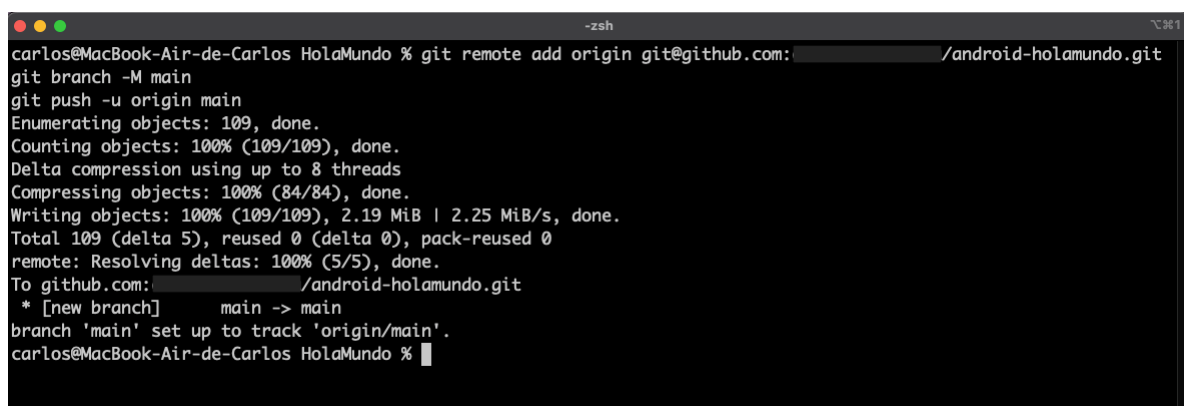 -zsh
⌥⌘1
carlos@MacBook-Air-de-Carlos HolaMundo % git remote add origin git@github.com: /android-holamundo.git
git branch -M main
git push -u origin main
Enumerating objects: 109, done.
Counting objects: 100% (109/109), done.
Delta compression using up to 8 threads
Compressing objects: 100% (84/84), done.
Writing objects: 100% (109/109), 2.19 MiB | 2.25 MiB/s, done.
Total 109 (delta 5), reused 0 (delta 0), pack-reused 0
remote: Resolving deltas: 100% (5/5), done.
To github.com: /android-holamundo.git
 * [new branch]      main -> main
branch 'main' set up to track 'origin/main'.
carlos@MacBook-Air-de-Carlos HolaMundo %